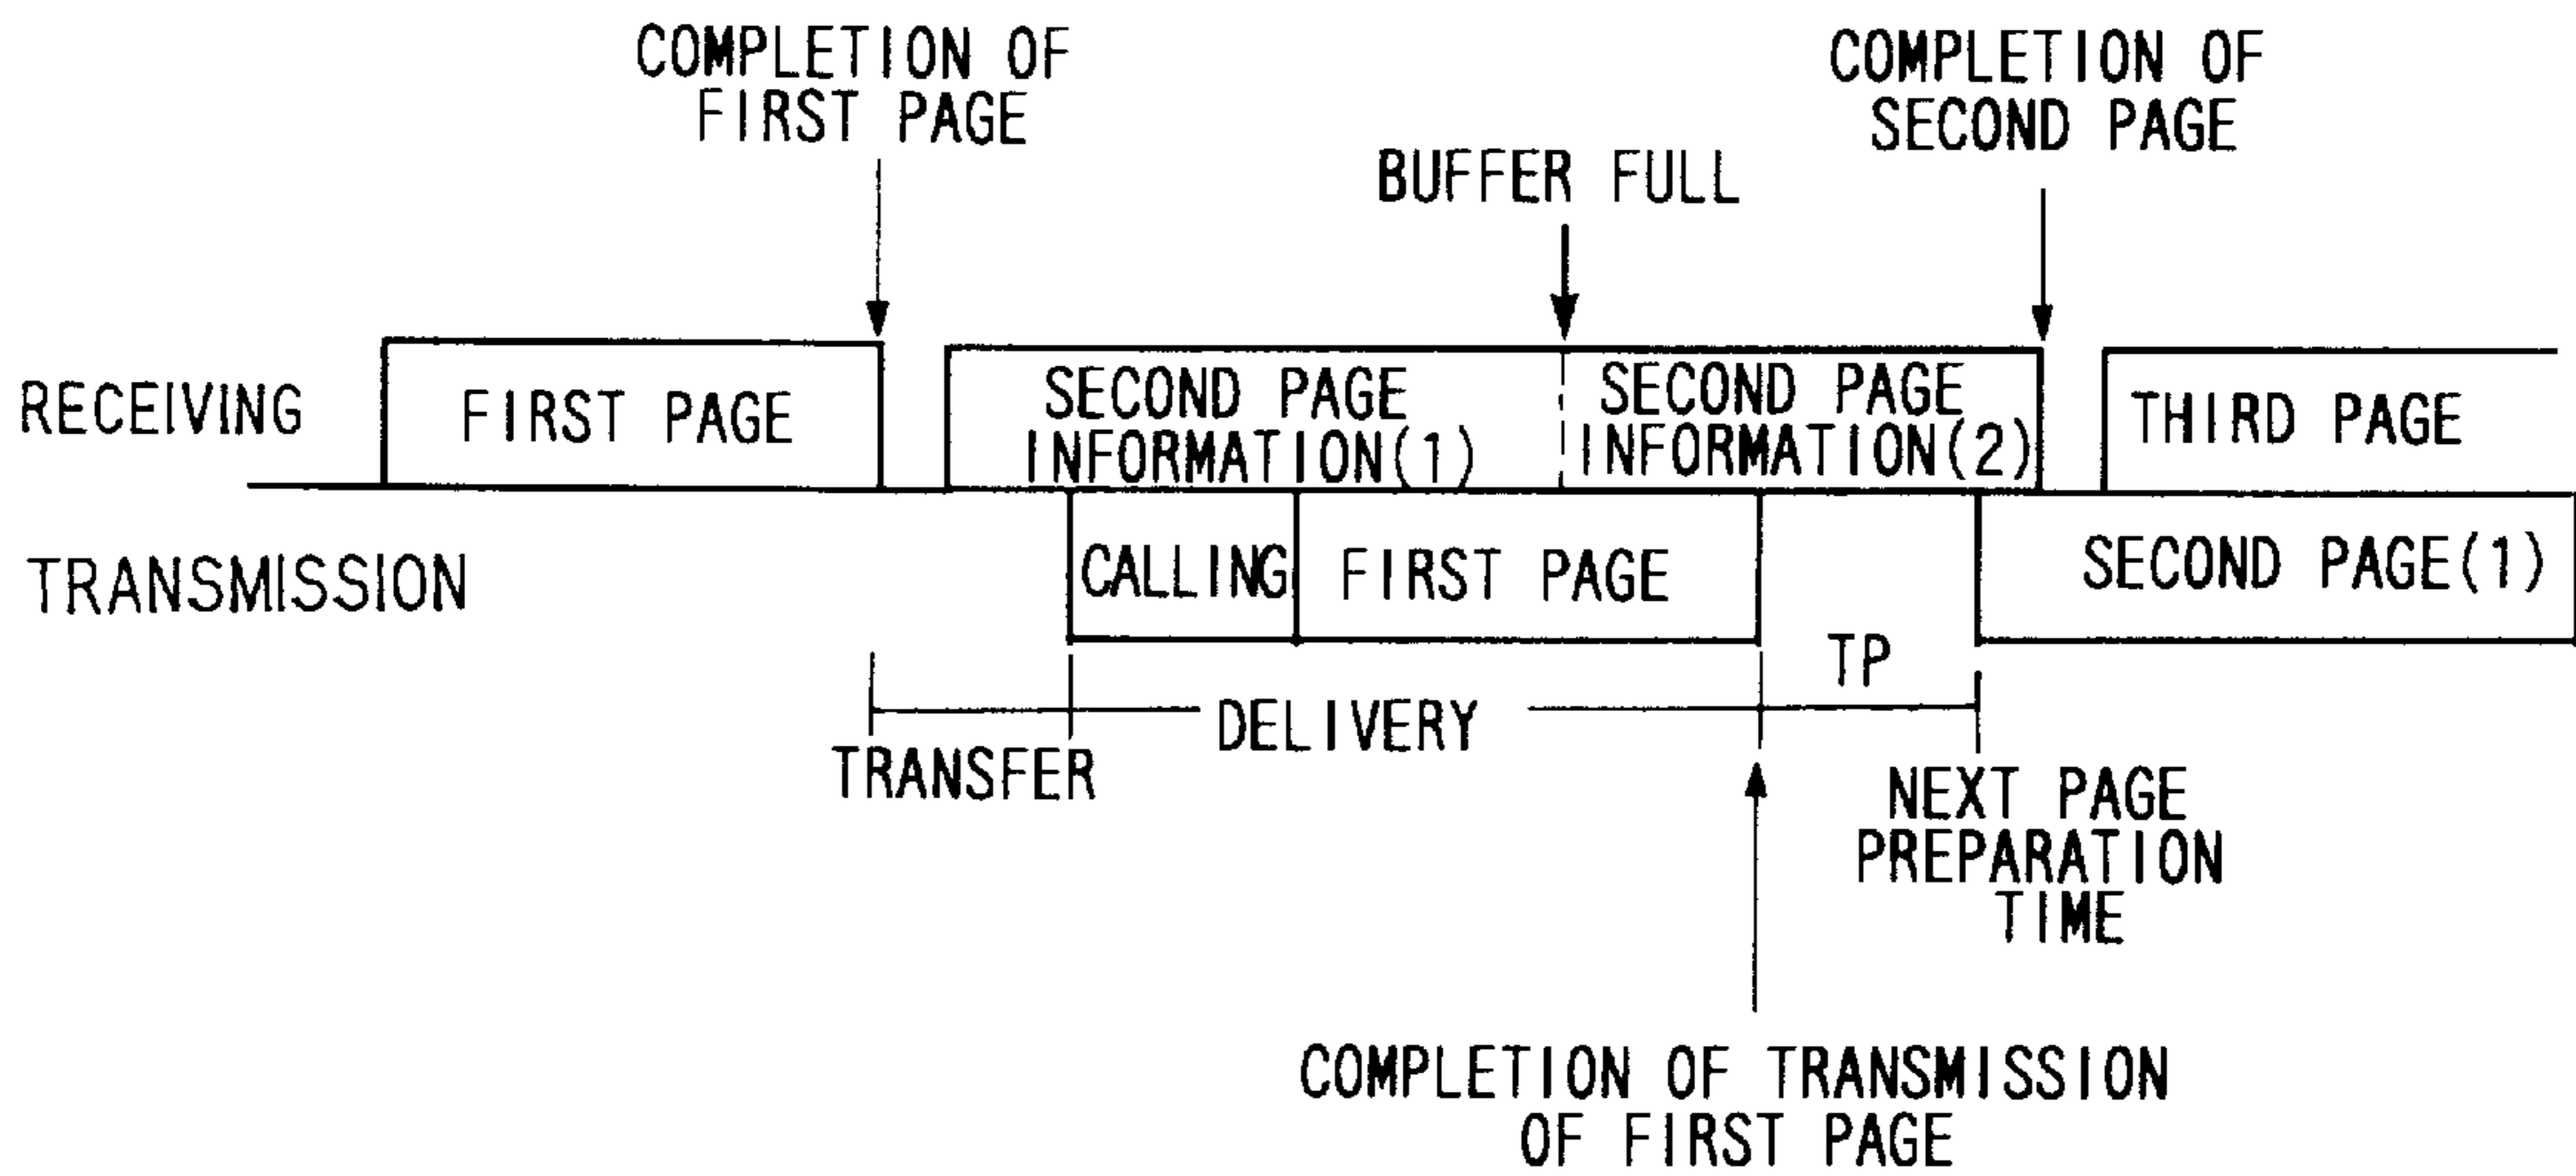 COMPLETION OF
FIRST PAGE
COMPLETION OF
SECOND PAGE
BUFFER FULL
RECEIVING
FIRST PAGE
SECOND PAGE
INFORMATION(1)
SECOND PAGE
INFORMATION(2)
THIRD PAGE
TRANSMISSION
CALLING
FIRST PAGE
SECOND PAGE(1)
TP
DELIVERY
TRANSFER
NEXT PAGE
PREPARATION
TIME
COMPLETION OF TRANSMISSION
OF FIRST PAGE